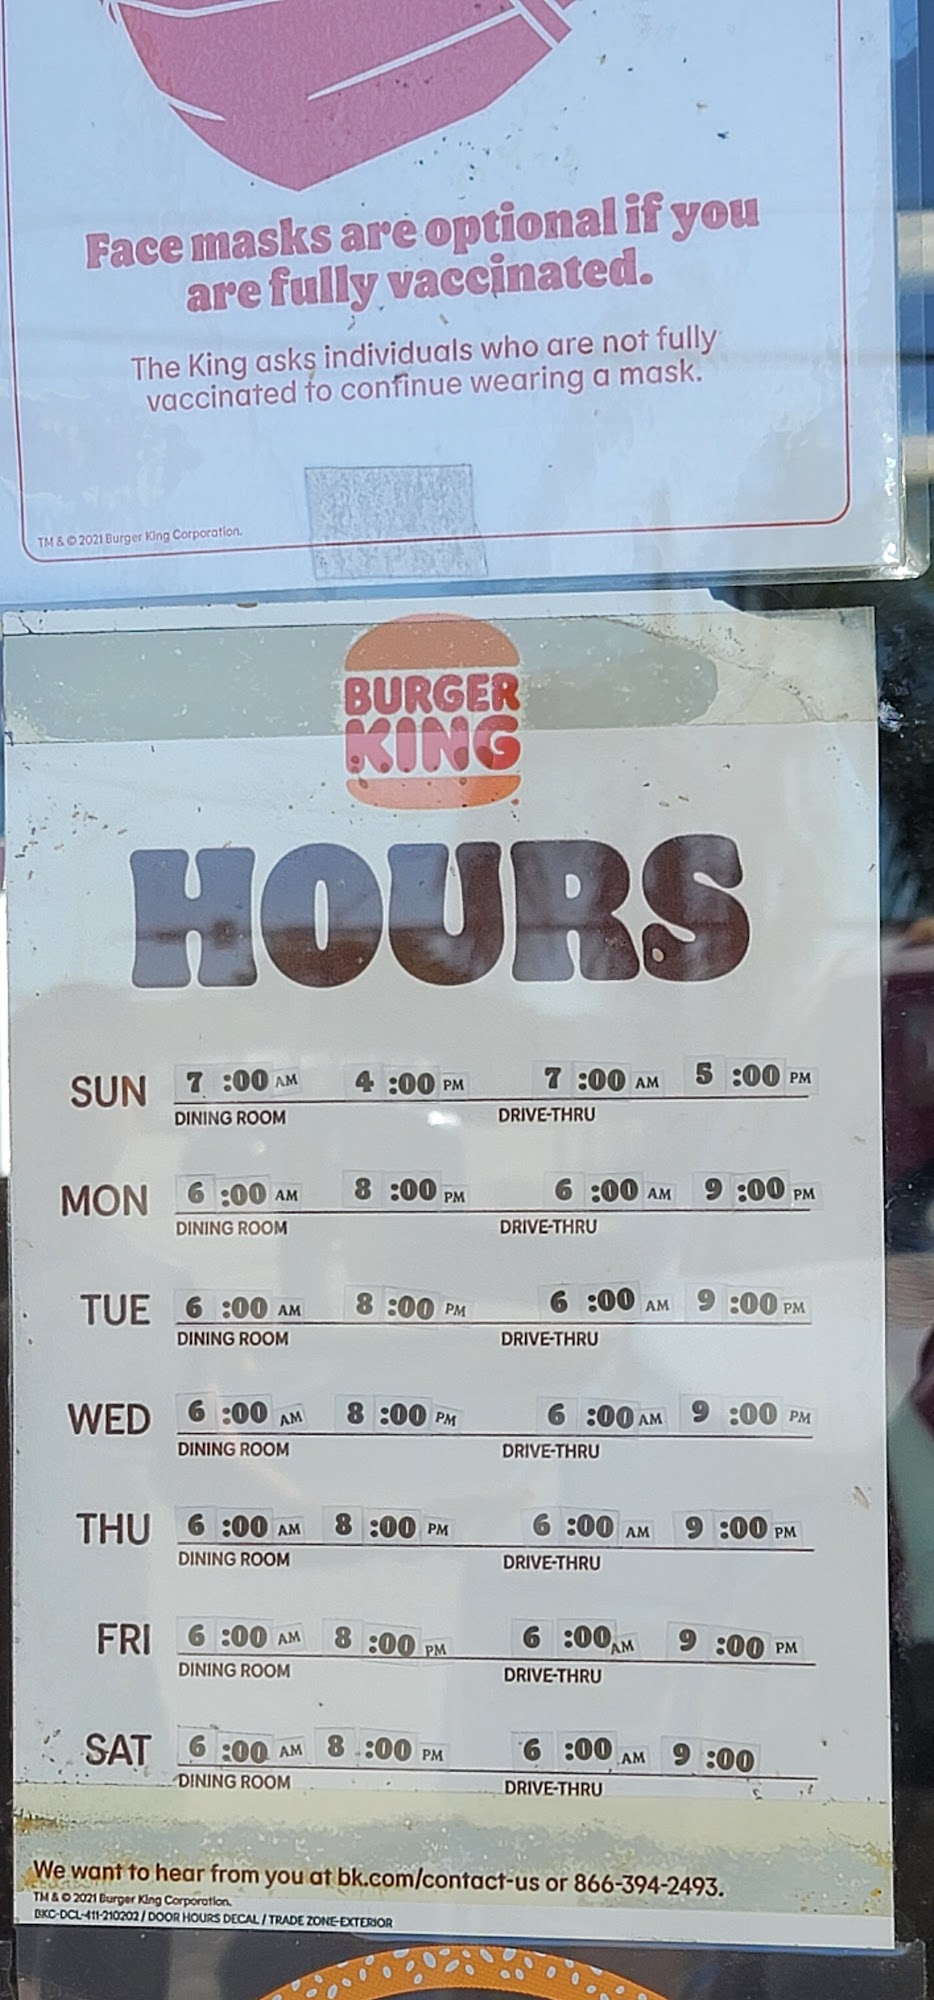 Face masks are optional if you
are fully vaccinated.
The King asks individuals who are not fully
vaccinated to continue wearing a mask.
TM & © 2021 Burger King Corporation.
BURGER
KING
HOURS
SUN 7 :00 AM 4 :00 PM 7 :00 AM 5 :00 PM
DINING ROOM DRIVE-THRU
MON 6 :00 AM 8 :00 PM 6 :00 AM 9 :00 PM
DINING ROOM DRIVE-THRU
TUE 6 :00 AM 8 :00 PM 6 :00 AM 9 :00 PM
DINING ROOM DRIVE-THRU
WED 6 :00 AM 8 :00 PM 6 :00 AM 9 :00 PM
DINING ROOM DRIVE-THRU
THU 6 :00 AM 8 :00 PM 6 :00 AM 9 :00 PM
DINING ROOM DRIVE-THRU
FRI 6 :00 AM 8 :00 PM 6 :00 AM 9 :00 PM
DINING ROOM DRIVE-THRU
SAT 6 :00 AM 8 :00 PM 6 :00 AM 9 :00
DINING ROOM DRIVE-THRU
We want to hear from you at bk.com/contact-us or 866-394-2493.
TM & © 2021 Burger King Corporation.
BKC-DCL-411-210202 / DOOR HOURS DECAL / TRADE ZONE-EXTERIOR